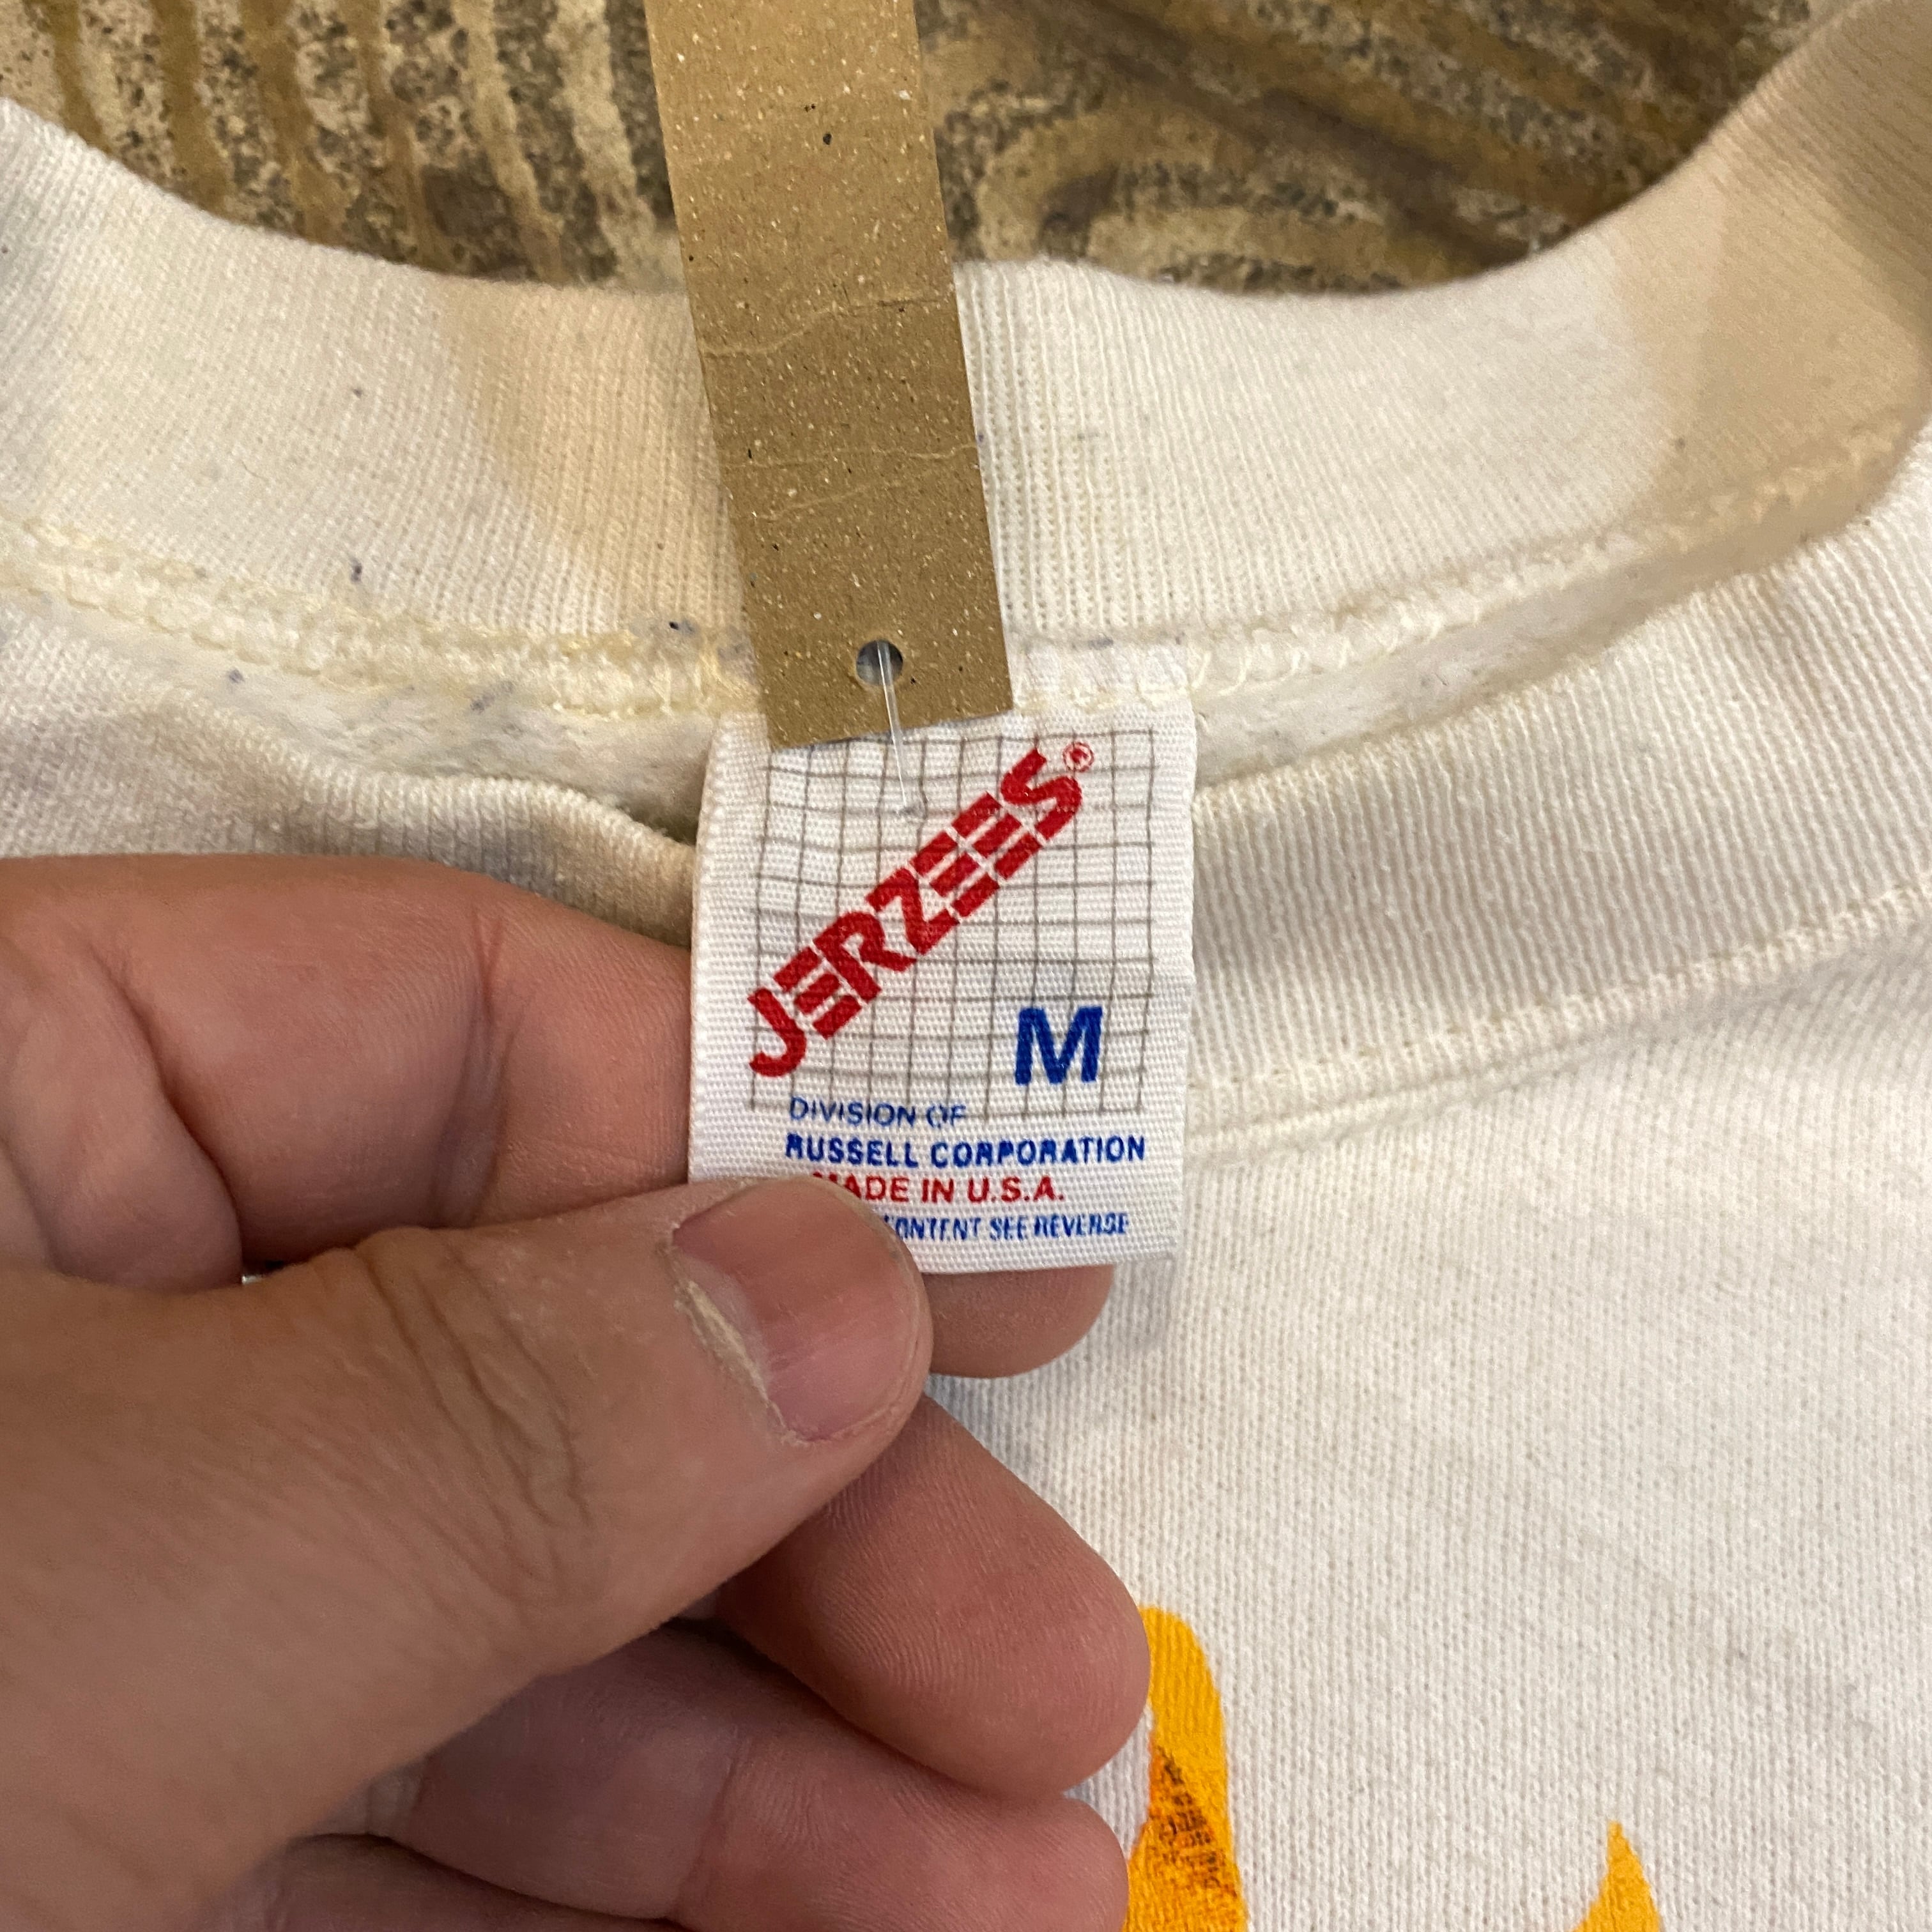 JERZEES®
M
DIVISION OF
RUSSELL CORPORATION
MADE IN U.S.A.
CONTENT SEE REVERSE